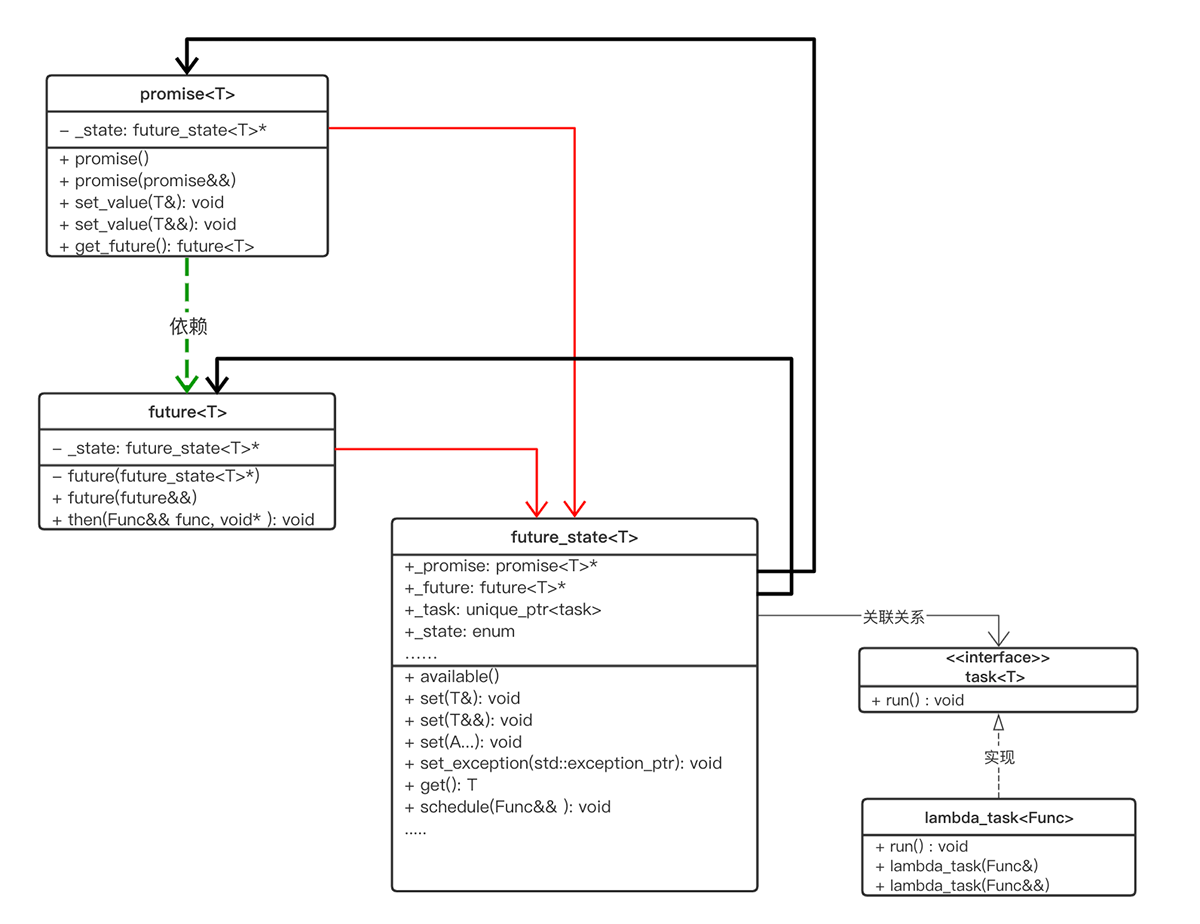 promise<T>
– _state: future_state<T>*
+ promise()
+ promise(promise&&)
+ set_value(T&): void
+ set_value(T&&): void
+ get_future(): future<T>
依赖
future<T>
– _state: future_state<T>*
– future(future_state<T>*)
+ future(future&&)
+ then(Func&& func, void* ): void
future_state<T>
+_promise: promise<T>*
+_future: future<T>*
+_task: unique_ptr<task>
+_state: enum
……
+ available()
+ set(T&): void
+ set(T&&): void
+ set(A...): void
+ set_exception(std::exception_ptr): void
+ get(): T
+ schedule(Func&& ): void
.....
关联关系
<<interface>>
task<T>
+ run() : void
实现
lambda_task<Func>
+ run() : void
+ lambda_task(Func&)
+ lambda_task(Func&&)